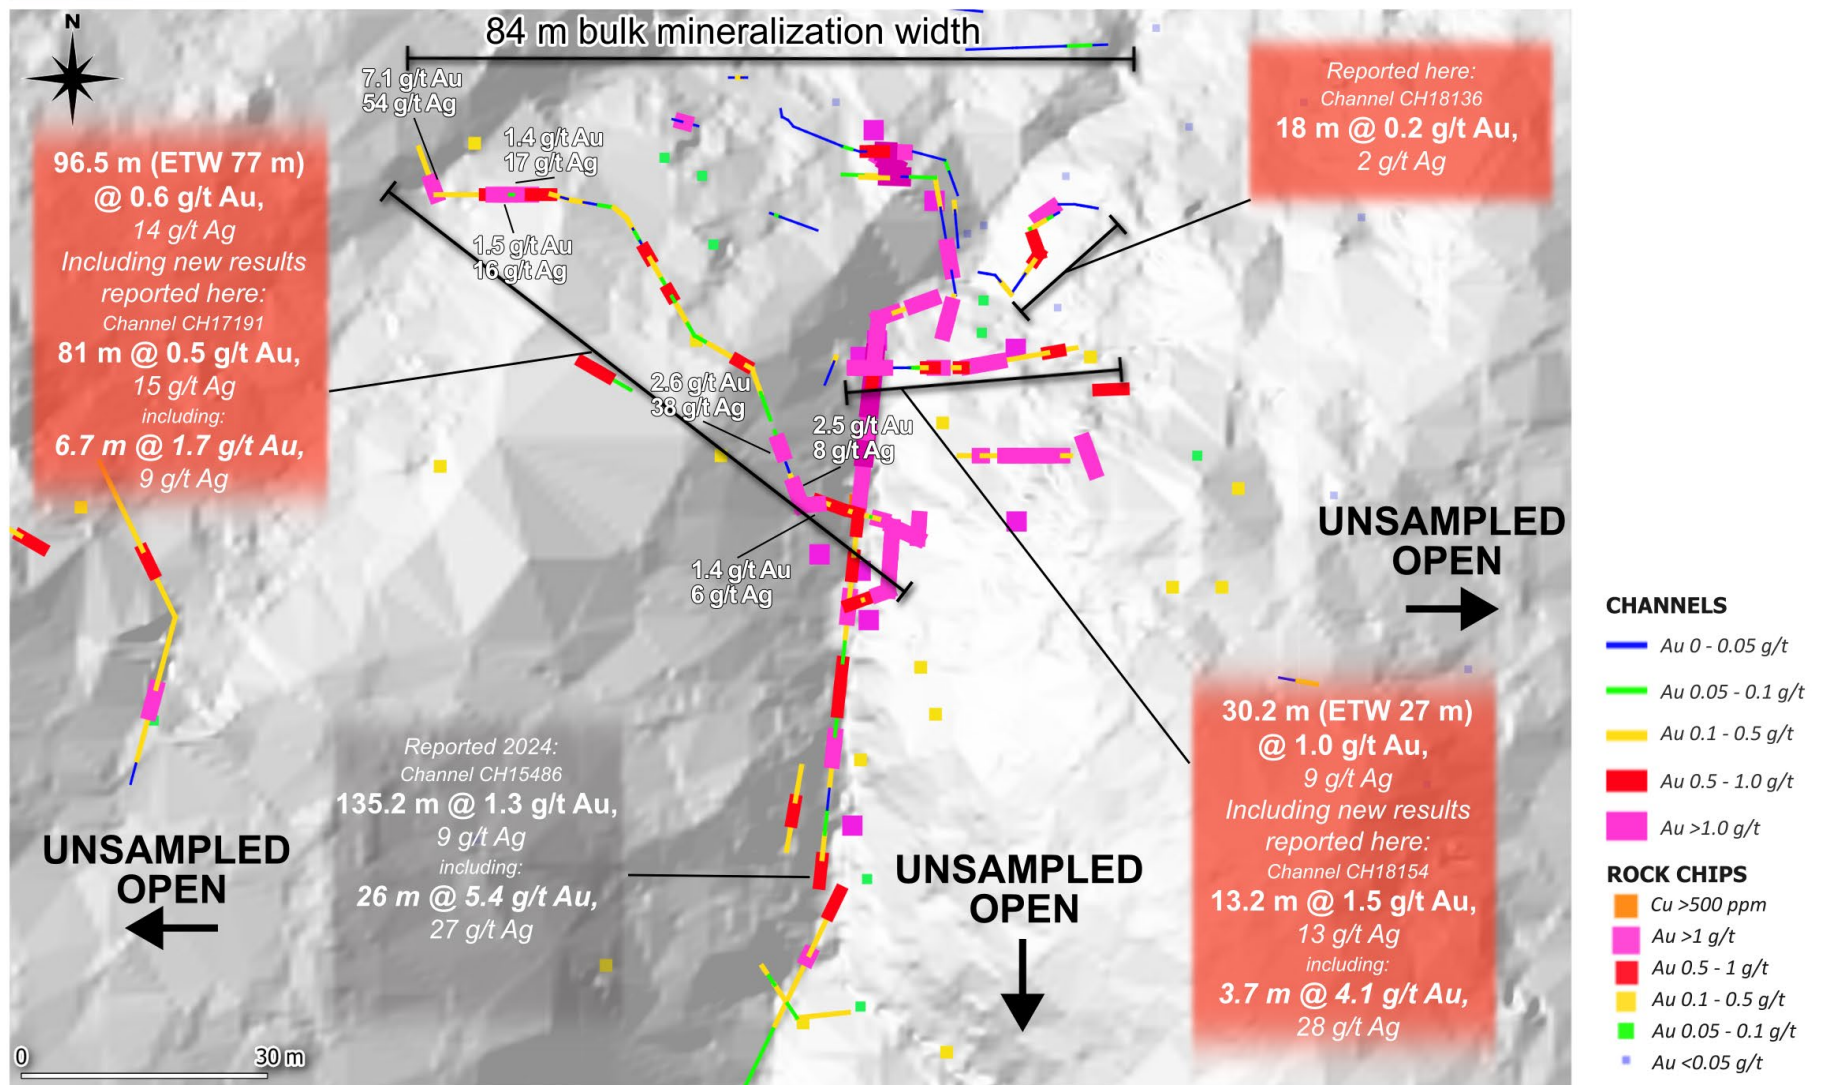 N
84 m bulk mineralization width
7.1 g/t Au
54 g/t Ag
1.4 g/t Au
17 g/t Ag
1.5 g/t Au
16 g/t Ag
96.5 m (ETW 77 m)
@ 0.6 g/t Au,
14 g/t Ag
Including new results
reported here:
Channel CH17191
81 m @ 0.5 g/t Au,
15 g/t Ag
including:
6.7 m @ 1.7 g/t Au,
9 g/t Ag
Reported here:
Channel CH18136
18 m @ 0.2 g/t Au,
2 g/t Ag
2.6 g/t Au
38 g/t Ag
2.5 g/t Au
8 g/t Ag
1.4 g/t Au
6 g/t Ag
UNSAMPLED
OPEN
30.2 m (ETW 27 m)
@ 1.0 g/t Au,
9 g/t Ag
Including new results
reported here:
Channel CH18154
13.2 m @ 1.5 g/t Au,
13 g/t Ag
including:
3.7 m @ 4.1 g/t Au,
28 g/t Ag
Reported 2024:
Channel CH15486
135.2 m @ 1.3 g/t Au,
9 g/t Ag
including:
26 m @ 5.4 g/t Au,
27 g/t Ag
UNSAMPLED
OPEN
UNSAMPLED
OPEN
0 30 m
CHANNELS
Au 0 - 0.05 g/t
Au 0.05 - 0.1 g/t
Au 0.1 - 0.5 g/t
Au 0.5 - 1.0 g/t
Au >1.0 g/t
ROCK CHIPS
Cu >500 ppm
Au >1 g/t
Au 0.5 - 1 g/t
Au 0.1 - 0.5 g/t
Au 0.05 - 0.1 g/t
Au <0.05 g/t